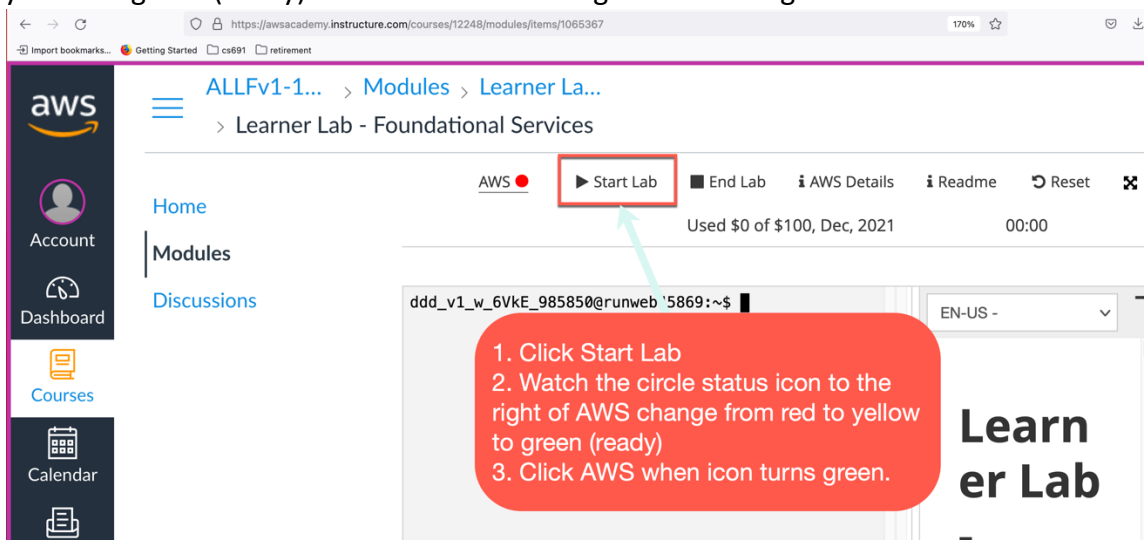 https://awsacademy.instructure.com/courses/12248/modules/items/1065367
170%
Import bookmarks...
Getting Started
cs691
retirement
aws
ALLFv1-1... > Modules > Learner La...
> Learner Lab - Foundational Services
AWS
Start Lab
End Lab
i AWS Details
i Readme
Reset
Used $0 of $100, Dec, 2021
00:00
Home
Modules
Discussions
Account
Dashboard
Courses
Calendar
EN-US -
1. Click Start Lab
2. Watch the circle status icon to the
right of AWS change from red to yellow
to green (ready)
3. Click AWS when icon turns green.
Learn
er Lab